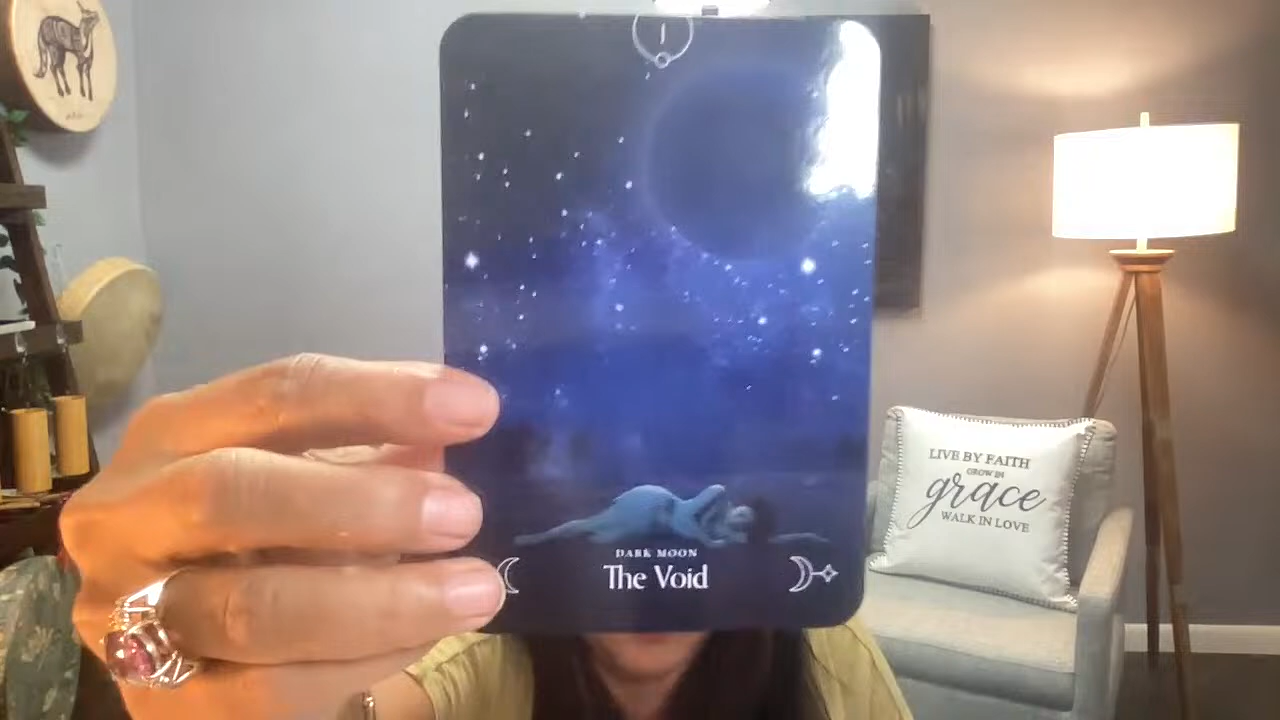 I
DARK MOON
The Void
LIVE BY FAITH
GROW IN
grace
WALK IN LOVE